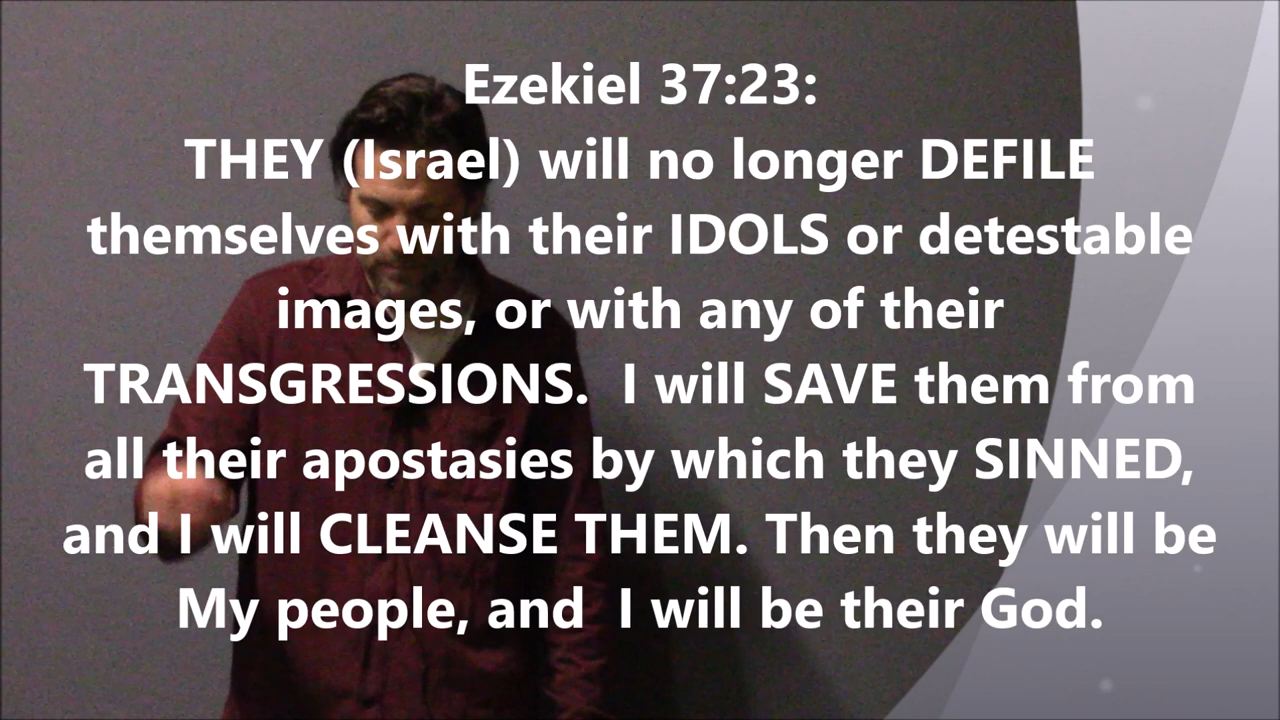 Ezekiel 37:23:
THEY (Israel) will no longer DEFILE
themselves with their IDOLS or detestable
images, or with any of their
TRANSGRESSIONS.  I will SAVE them from
all their apostasies by which they SINNED,
and I will CLEANSE THEM. Then they will be
My people, and  I will be their God.